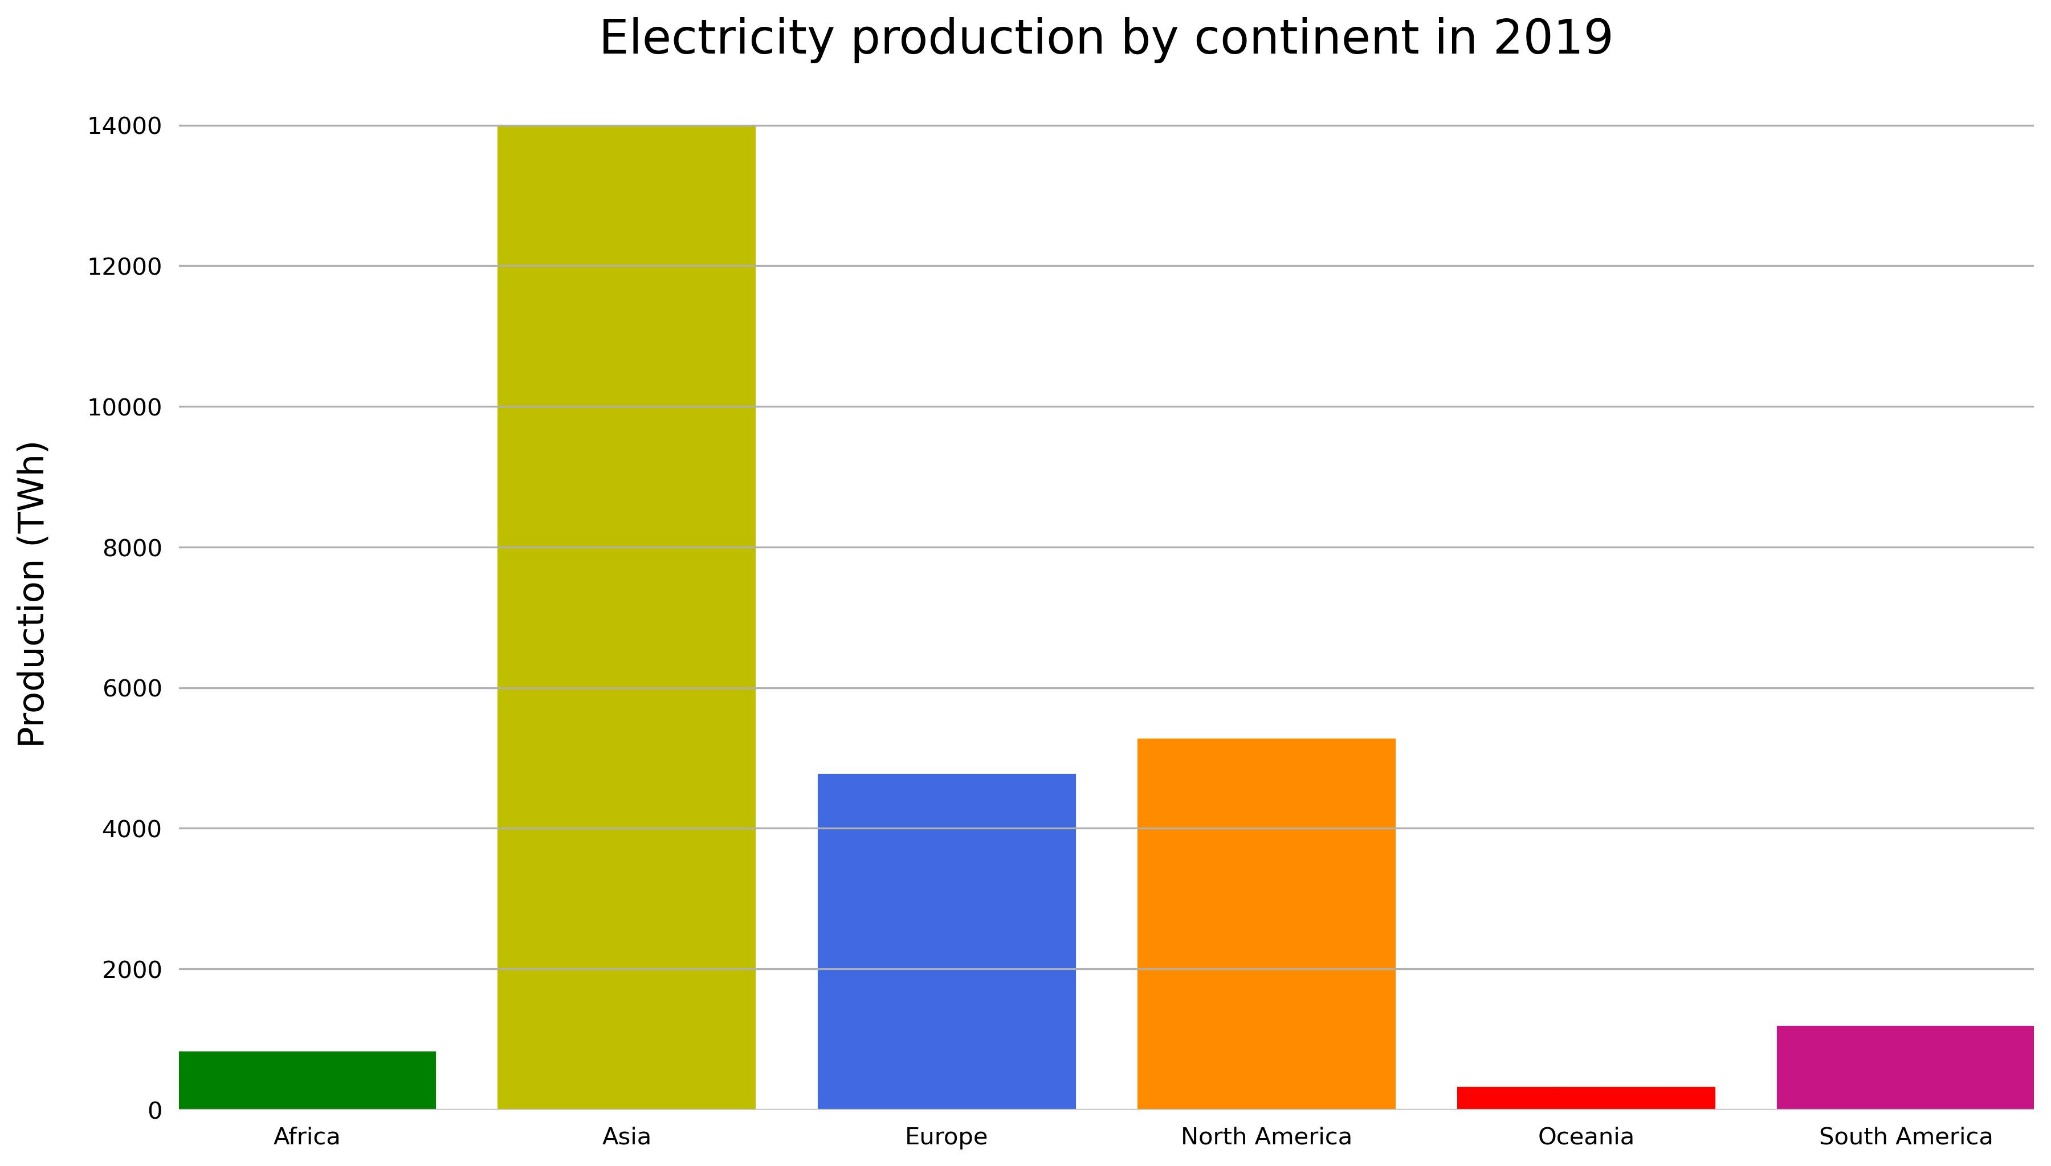 Electricity production by continent in 2019
Production (TWh)
14000
12000
10000
8000
6000
4000
2000
0
Africa Asia Europe North America Oceania South America